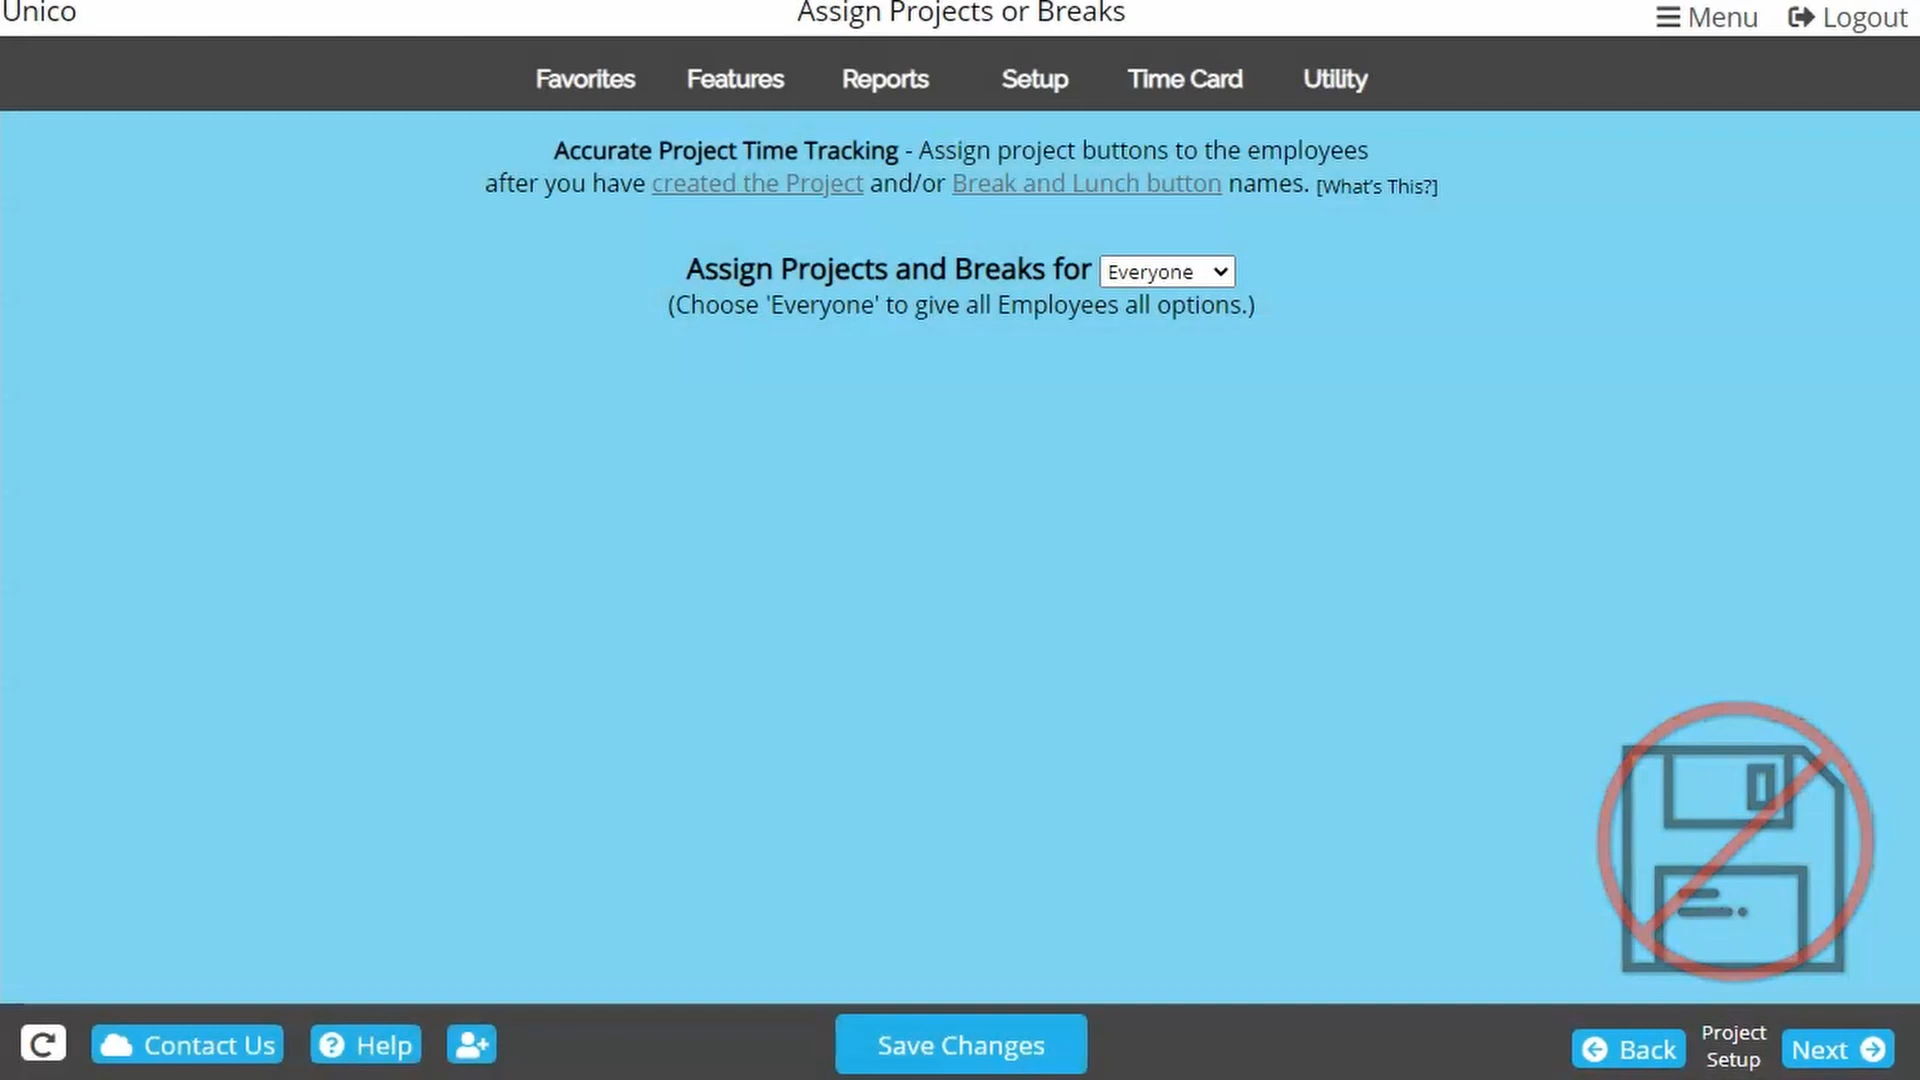 Unico
Assign Projects or Breaks
Menu
Logout
Favorites
Features
Reports
Setup
Time Card
Utility
Accurate Project Time Tracking - Assign project buttons to the employees
after you have created the Project and/or Break and Lunch button names. [What's This?]
Assign Projects and Breaks for Everyone
(Choose 'Everyone' to give all Employees all options.)
Contact Us
Help
Save Changes
Back
Project
Setup
Next